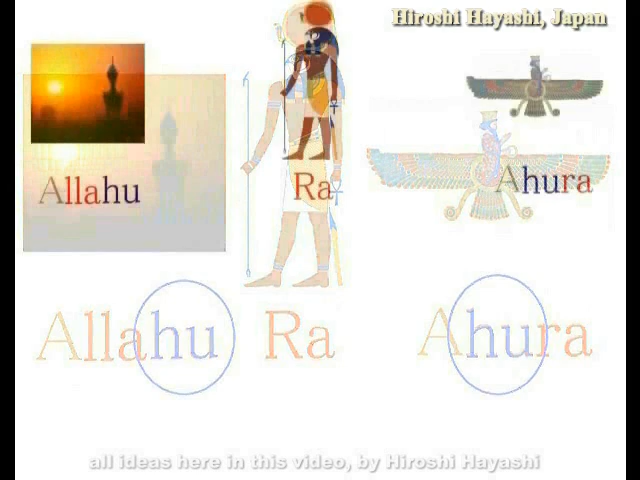 Hiroshi Hayashi, Japan
Allahu
Ra
Ahura
Allahu
Ra
Ahura
all ideas here in this video, by Hiroshi Hayashi